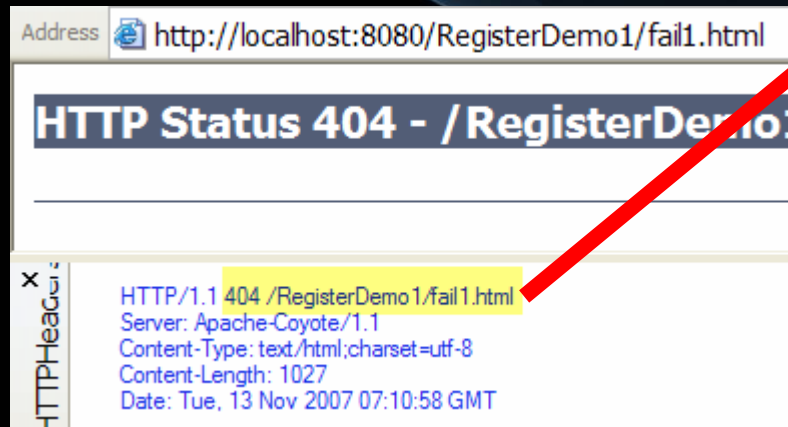 Address http://localhost:8080/RegisterDemo1/fail1.html
HTTP Status 404 - /RegisterDemo1
HTTP/1.1 404 /RegisterDemo1/fail1.html
Server: Apache-Coyote/1.1
Content-Type: text/html;charset=utf-8
Content-Length: 1027
Date: Tue, 13 Nov 2007 07:10:58 GMT